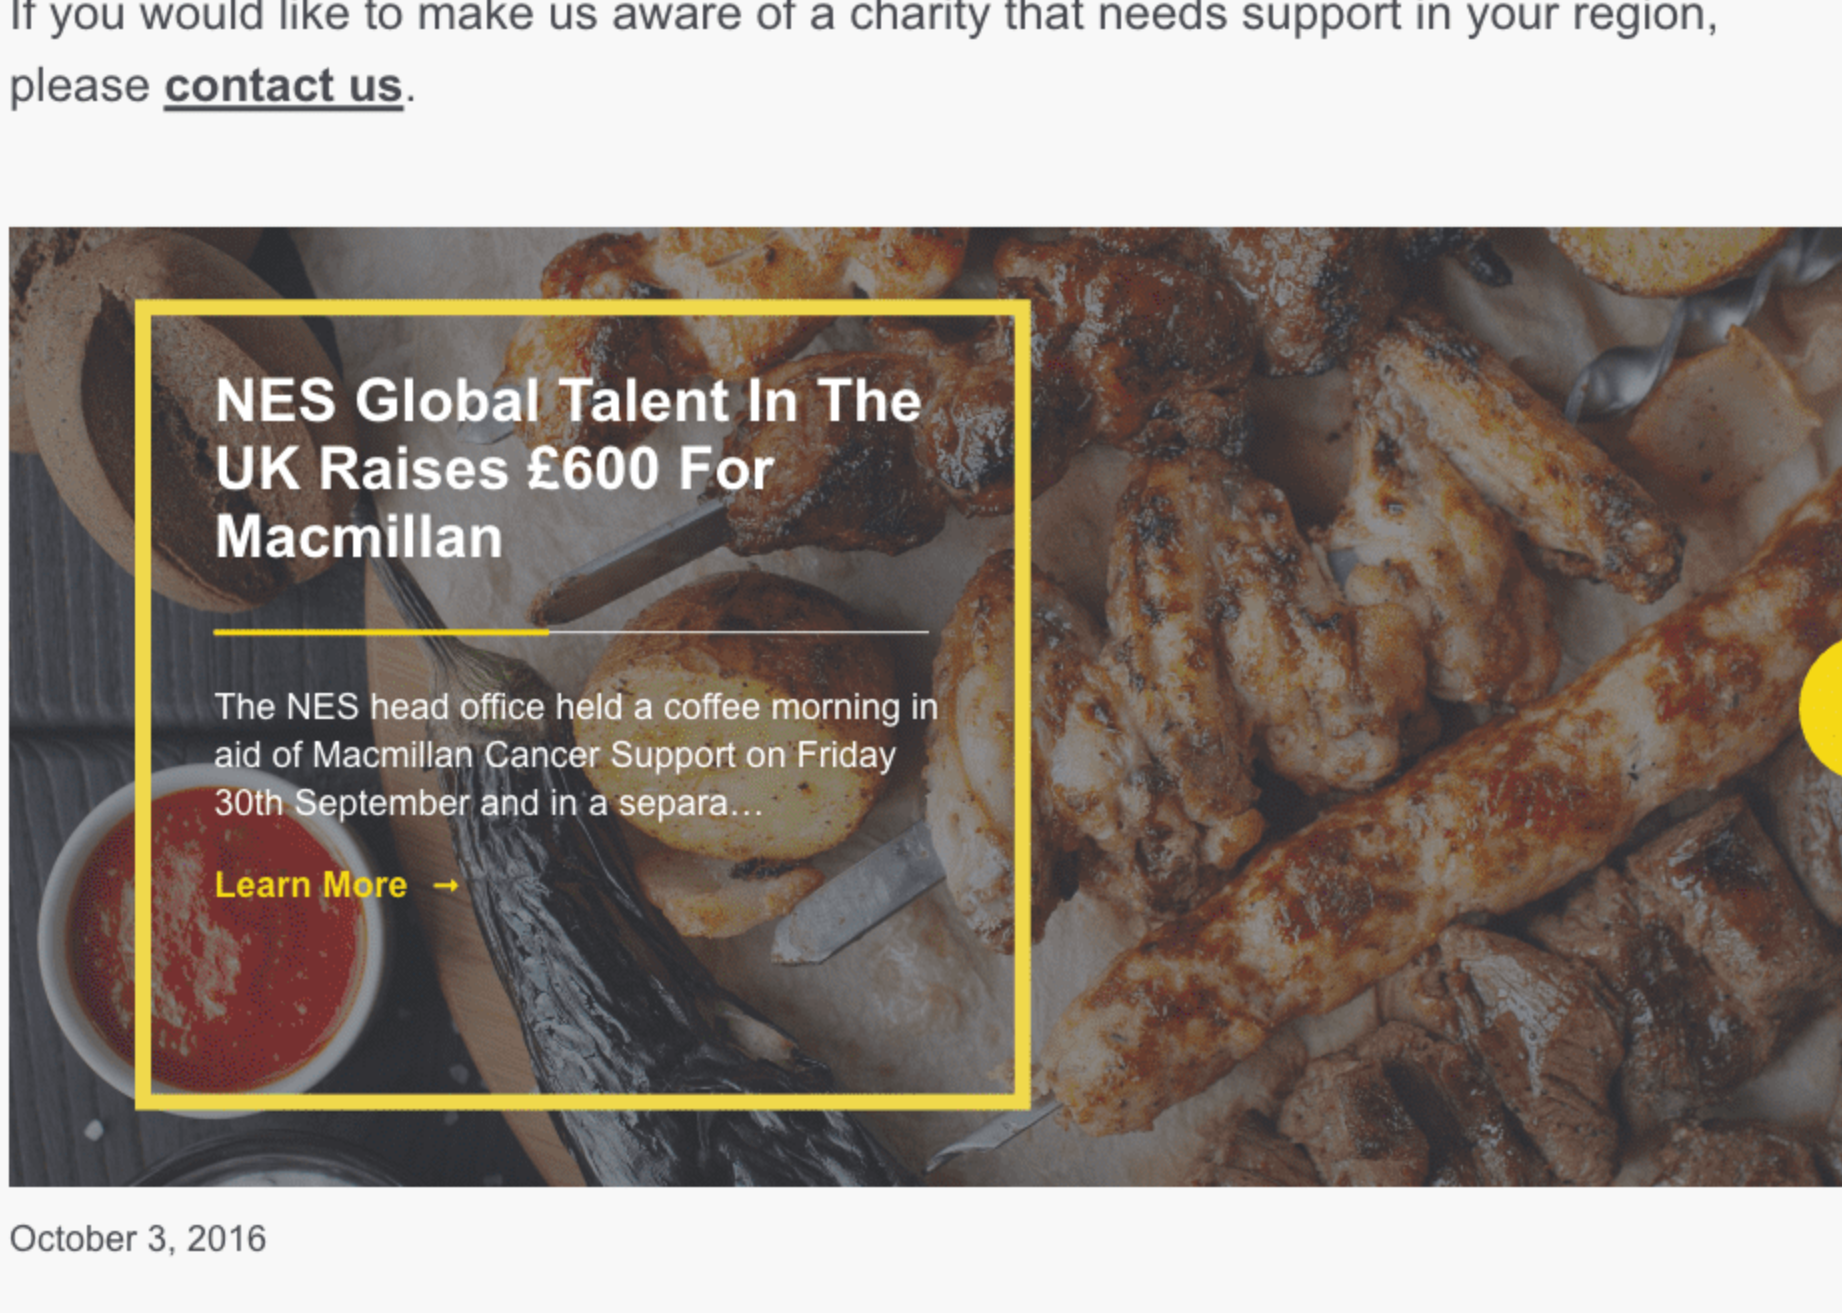 If you would like to make us aware of a charity that needs support in your region,
please contact us.
NES Global Talent In The
UK Raises £600 For
Macmillan
The NES head office held a coffee morning in
aid of Macmillan Cancer Support on Friday
30th September and in a separa…
Learn More →
October 3, 2016